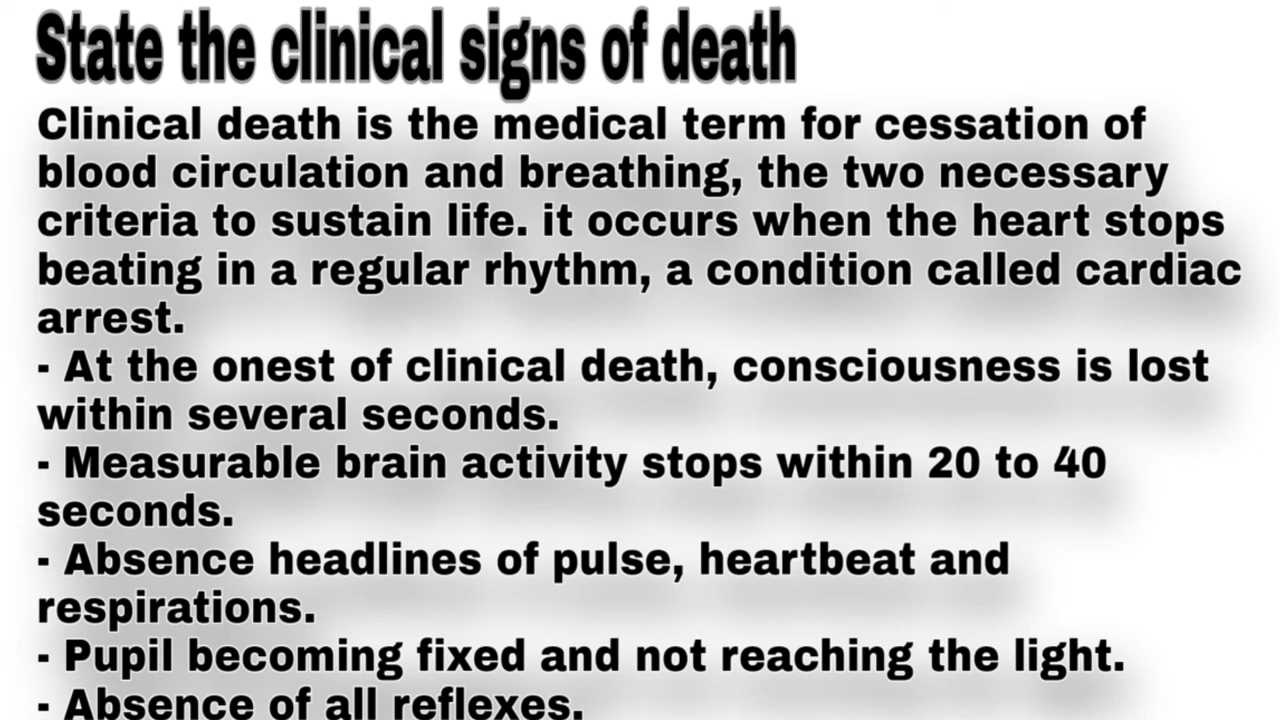 State the clinical signs of death
Clinical death is the medical term for cessation of
blood circulation and breathing, the two necessary
criteria to sustain life. it occurs when the heart stops
beating in a regular rhythm, a condition called cardiac
arrest.
- At the onest of clinical death, consciousness is lost
within several seconds.
- Measurable brain activity stops within 20 to 40
seconds.
- Absence headlines of pulse, heartbeat and
respirations.
- Pupil becoming fixed and not reaching the light.
- Absence of all reflexes.